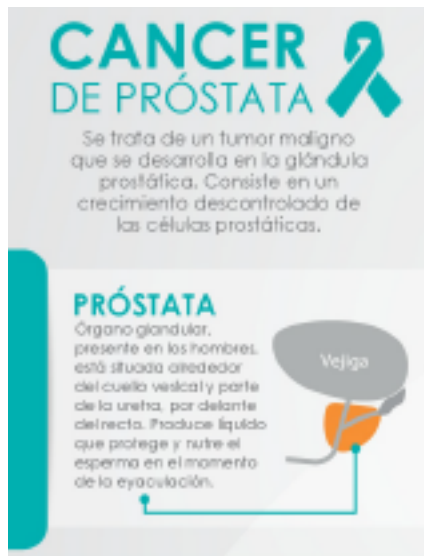 CANCER
DE PRÓSTATA
Se trata de un tumor maligno
que se desarrolla en la glándula
prostática. Consiste en un
crecimiento descontrolado de
las células prostáticas.
PRÓSTATA
Órgano glandular,
presente en los hombres,
está situada alrededor
del cuello vesical y parte
de la uretra, por delante
del recto. Produce líquido
que protege y nutre el
esperma en el momento
de la eyaculación.
Vejiga